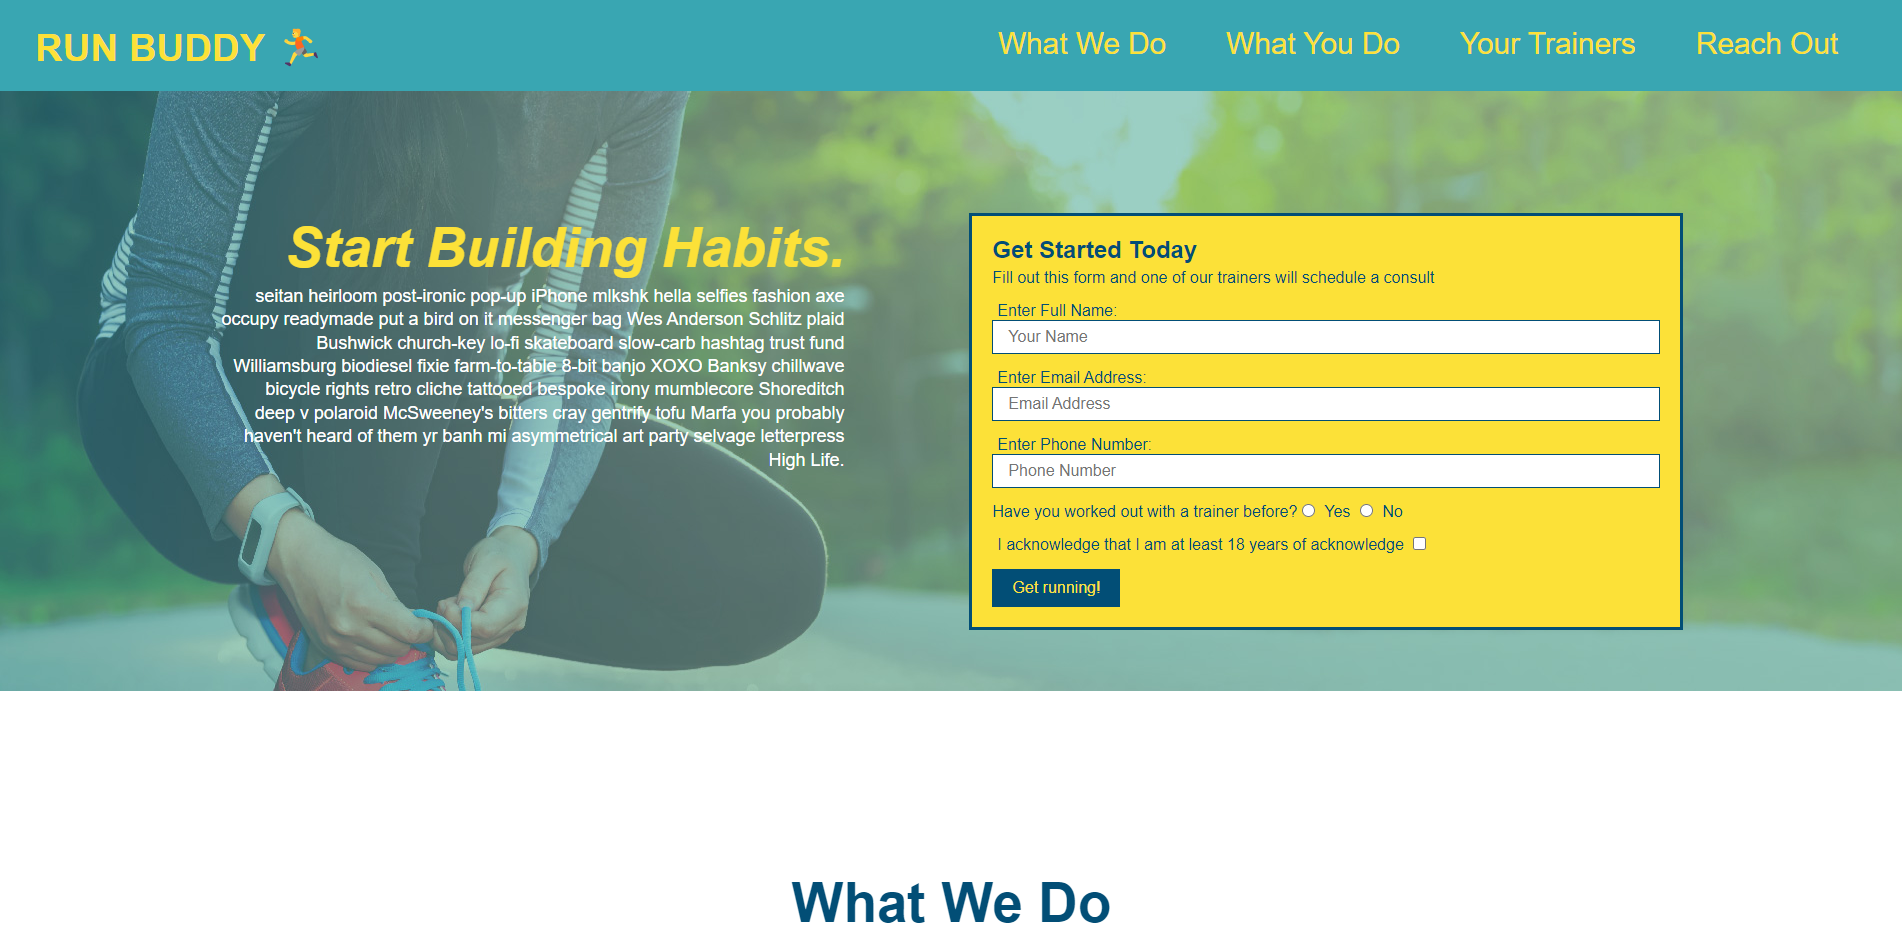 RUN BUDDY 🏃
What We Do
What You Do
Your Trainers
Reach Out
Start Building Habits.
seitan heirloom post-ironic pop-up iPhone mlkshk hella selfies fashion axe
occupy readymade put a bird on it messenger bag Wes Anderson Schlitz plaid
Bushwick church-key lo-fi skateboard slow-carb hashtag trust fund
Williamsburg biodiesel fixie farm-to-table 8-bit banjo XOXO Banksy chillwave
bicycle rights retro cliche tattooed bespoke irony mumblecore Shoreditch
deep v polaroid McSweeney's bitters cray gentrify tofu Marfa you probably
haven't heard of them yr banh mi asymmetrical art party selvage letterpress
High Life.
Get Started Today
Fill out this form and one of our trainers will schedule a consult
Enter Full Name:
Your Name
Enter Email Address:
Email Address
Enter Phone Number:
Phone Number
Have you worked out with a trainer before? Yes No
I acknowledge that I am at least 18 years of acknowledge
Get running!
What We Do